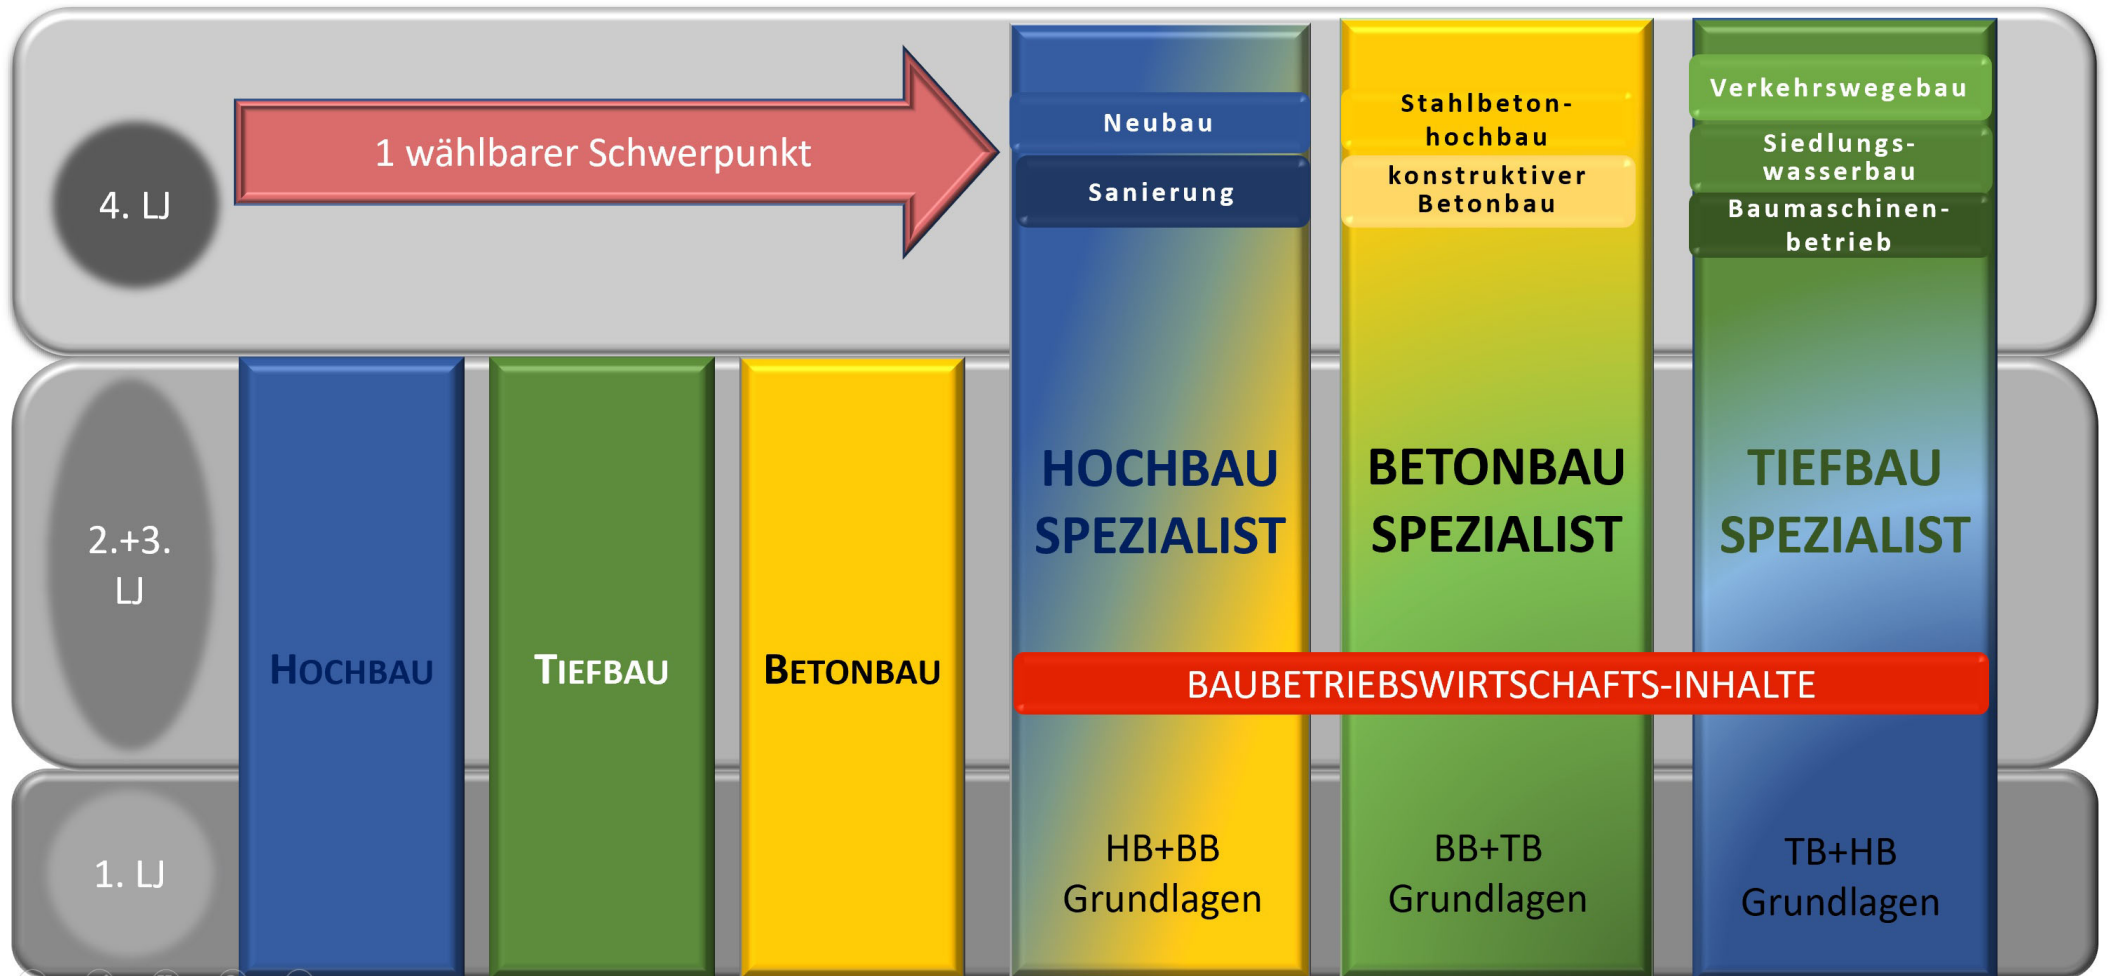 4. LJ
1 wählbarer Schwerpunkt
Neubau
Sanierung
Stahlbeton-
hochbau
konstruktiver
Betonbau
Verkehrswegebau
Siedlungs-
wasserbau
Baumaschinen-
betrieb
2.+3.
LJ
HOCHBAU
TIEFBAU
BETONBAU
HOCHBAU
SPEZIALIST
BETONBAU
SPEZIALIST
TIEFBAU
SPEZIALIST
BAUBETRIEBSWIRTSCHAFTS-INHALTE
1. LJ
HB+BB
Grundlagen
BB+TB
Grundlagen
TB+HB
Grundlagen